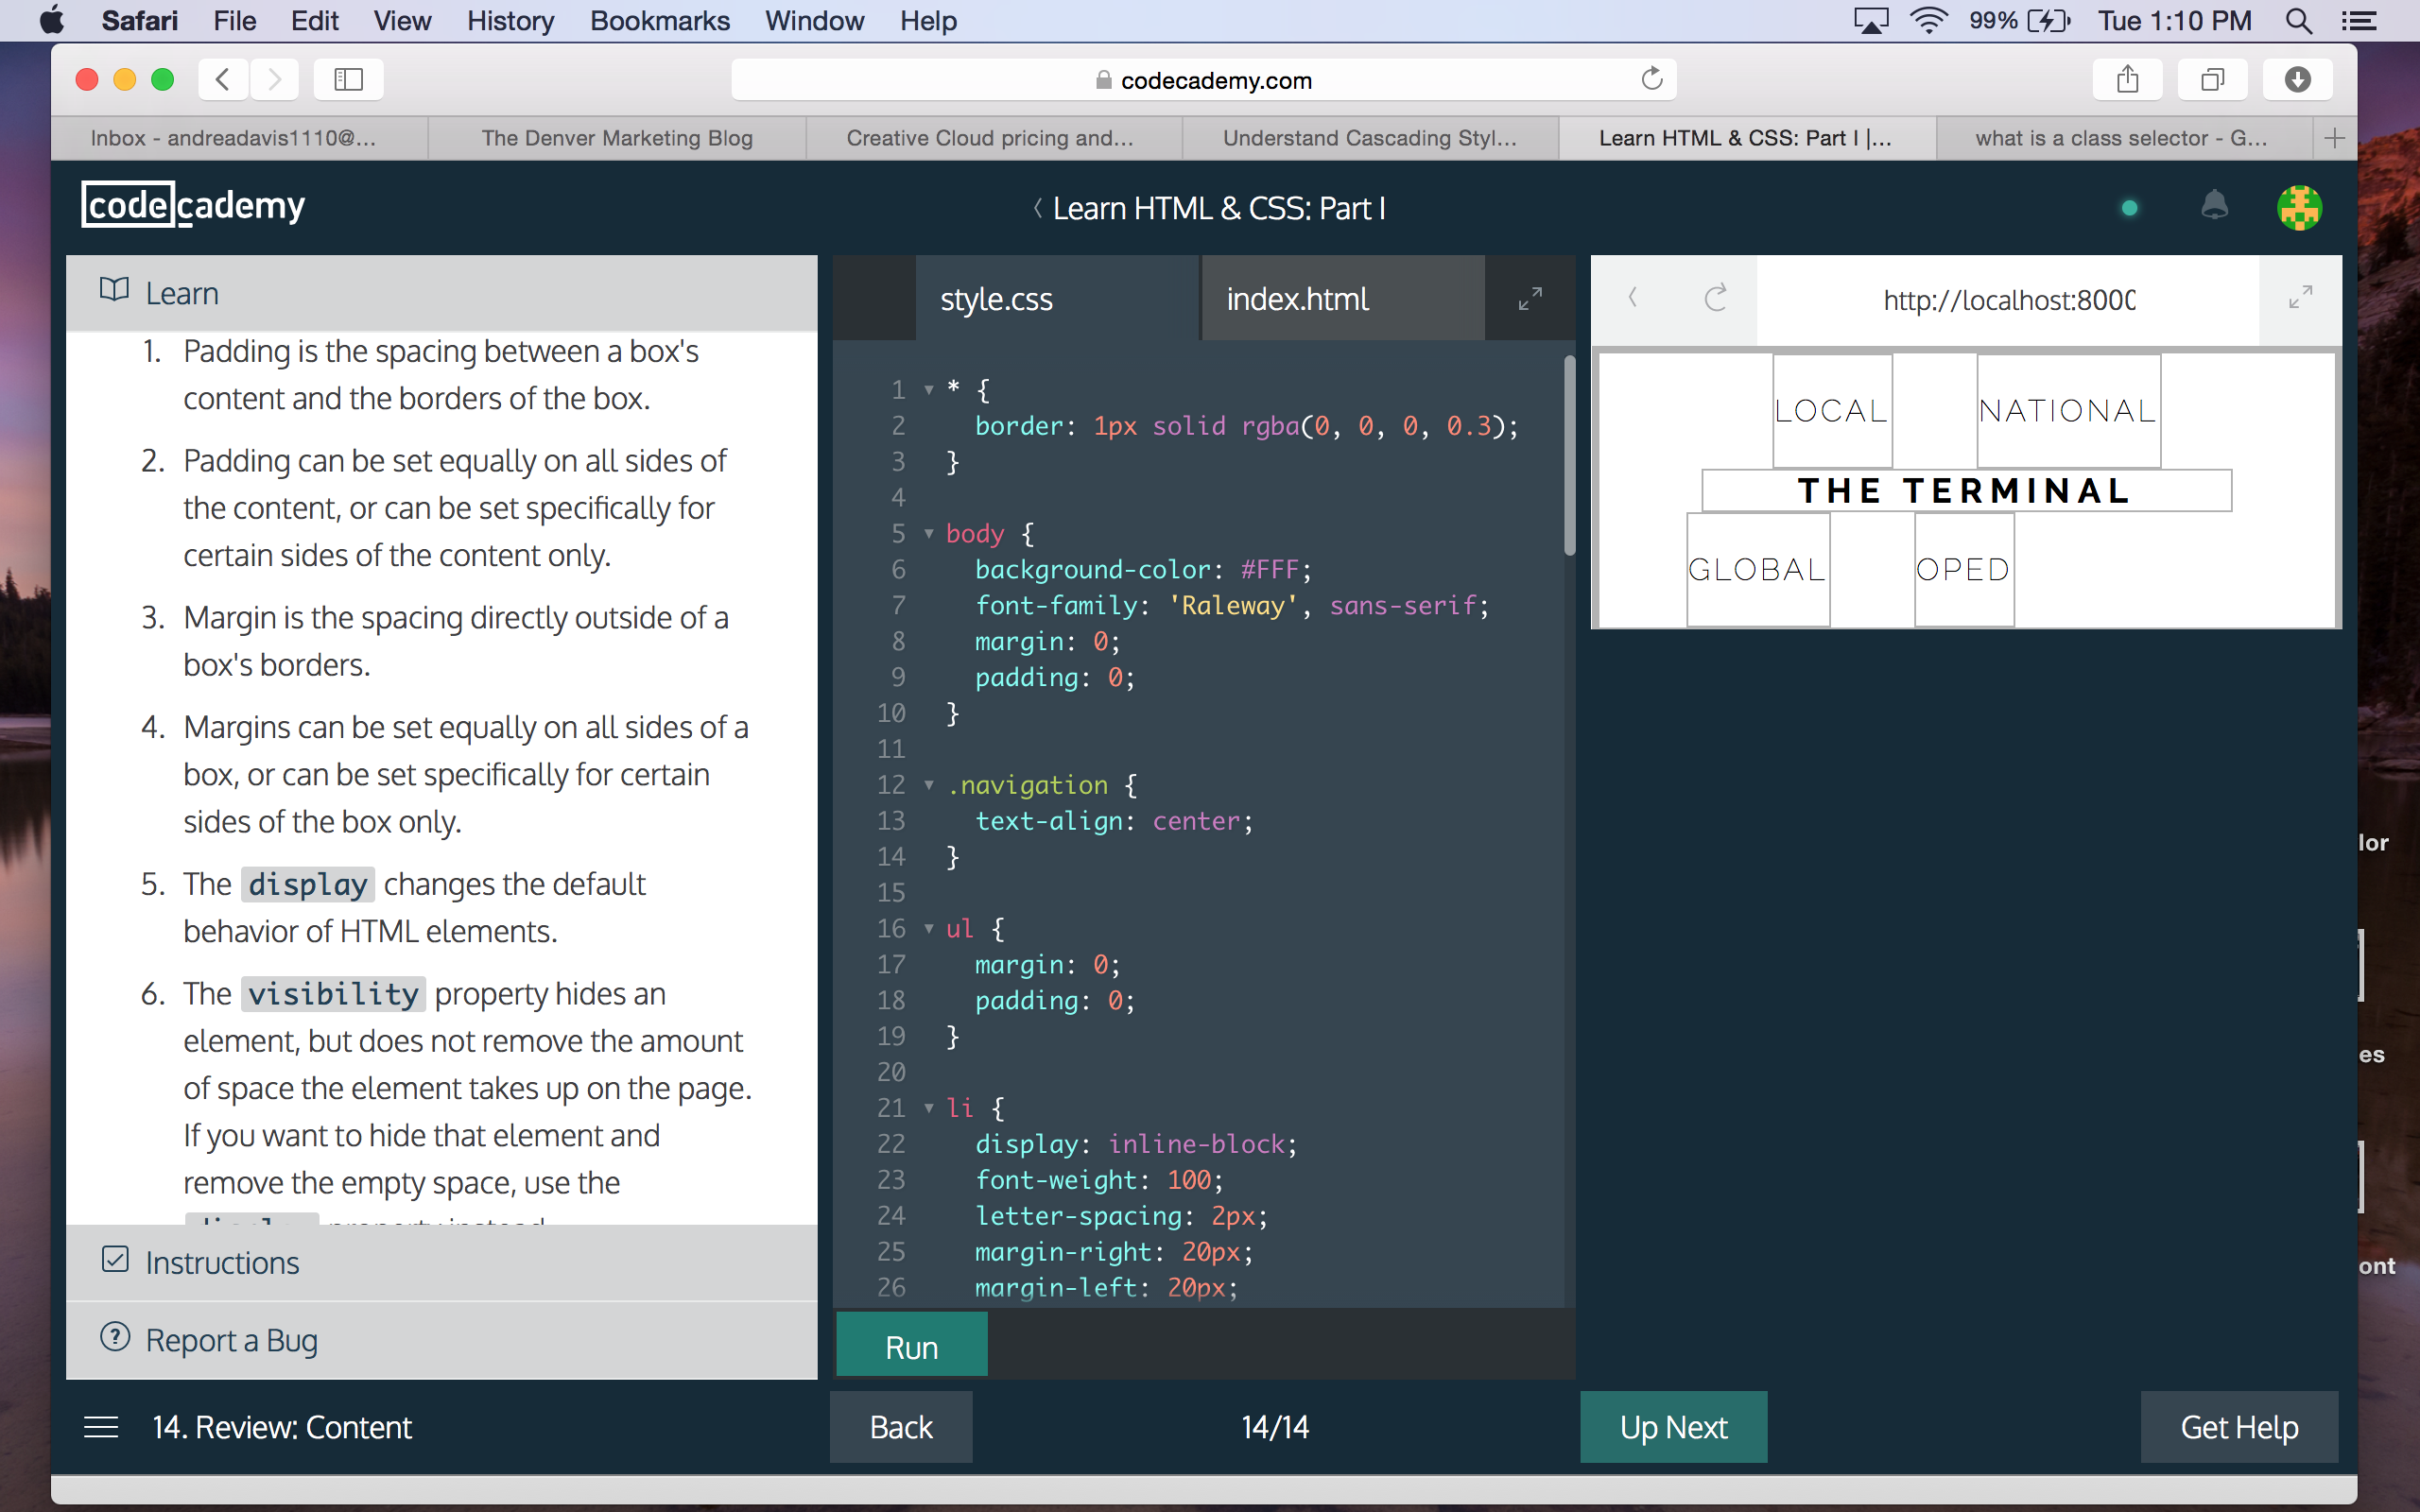 Safari File Edit View History Bookmarks Window Help 99% Tue 1:10 PM
codecademy.com
Inbox - andreadavis1110@... The Denver Marketing Blog Creative Cloud pricing and... Understand Cascading Styl... Learn HTML & CSS: Part I |... what is a class selector - G...
codecademy
Learn HTML & CSS: Part I
Learn
1. Padding is the spacing between a box's
content and the borders of the box.
2. Padding can be set equally on all sides of
the content, or can be set specifically for
certain sides of the content only.
3. Margin is the spacing directly outside of a
box's borders.
4. Margins can be set equally on all sides of a
box, or can be set specifically for certain
sides of the box only.
5. The display changes the default
behavior of HTML elements.
6. The visibility property hides an
element, but does not remove the amount
of space the element takes up on the page.
If you want to hide that element and
remove the empty space, use the
Instructions
Report a Bug
style.css index.html
1 * {
2 border: 1px solid rgba(0, 0, 0, 0.3);
3 }
4
5 body {
6 background-color: #FFF;
7 font-family: 'Raleway', sans-serif;
8 margin: 0;
9 padding: 0;
10 }
11
12 .navigation {
13 text-align: center;
14 }
15
16 ul {
17 margin: 0;
18 padding: 0;
19 }
20
21 li {
22 display: inline-block;
23 font-weight: 100;
24 letter-spacing: 2px;
25 margin-right: 20px;
26 margin-left: 20px;
Run
http://localhost:8000
LOCAL NATIONAL
THE TERMINAL
GLOBAL OPED
lor
es
ont
14. Review: Content Back 14/14 Up Next Get Help